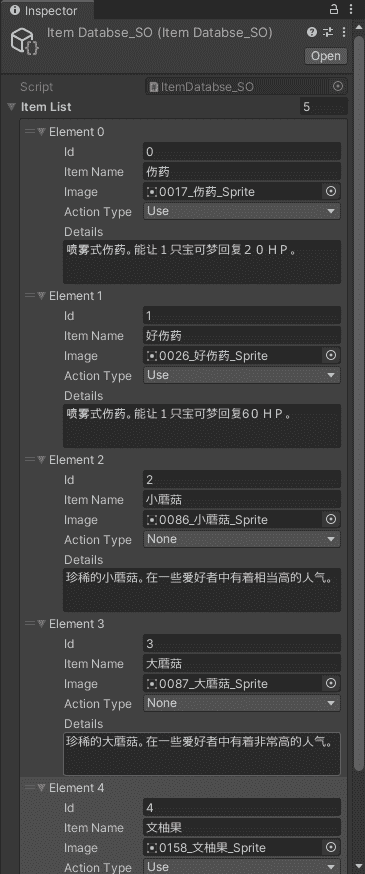 Inspector
Item Databse_SO (Item Databse_SO)
Open
Script ItemDatabse_SO
Item List 5
Element 0
Id 0
Item Name 伤药
Image 0017_伤药_Sprite
Action Type Use
Details
喷雾式伤药。能让１只宝可梦回复２０ＨＰ。
Element 1
Id 1
Item Name 好伤药
Image 0026_好伤药_Sprite
Action Type Use
Details
喷雾式伤药。能让１只宝可梦回复6０ＨＰ。
Element 2
Id 2
Item Name 小蘑菇
Image 0086_小蘑菇_Sprite
Action Type None
Details
珍稀的小蘑菇。在一些爱好者中有着相当高的人气。
Element 3
Id 3
Item Name 大蘑菇
Image 0087_大蘑菇_Sprite
Action Type None
Details
珍稀的大蘑菇。在一些爱好者中有着非常高的人气。
Element 4
Id 4
Item Name 文柚果
Image 0158_文柚果_Sprite
Action Type Use